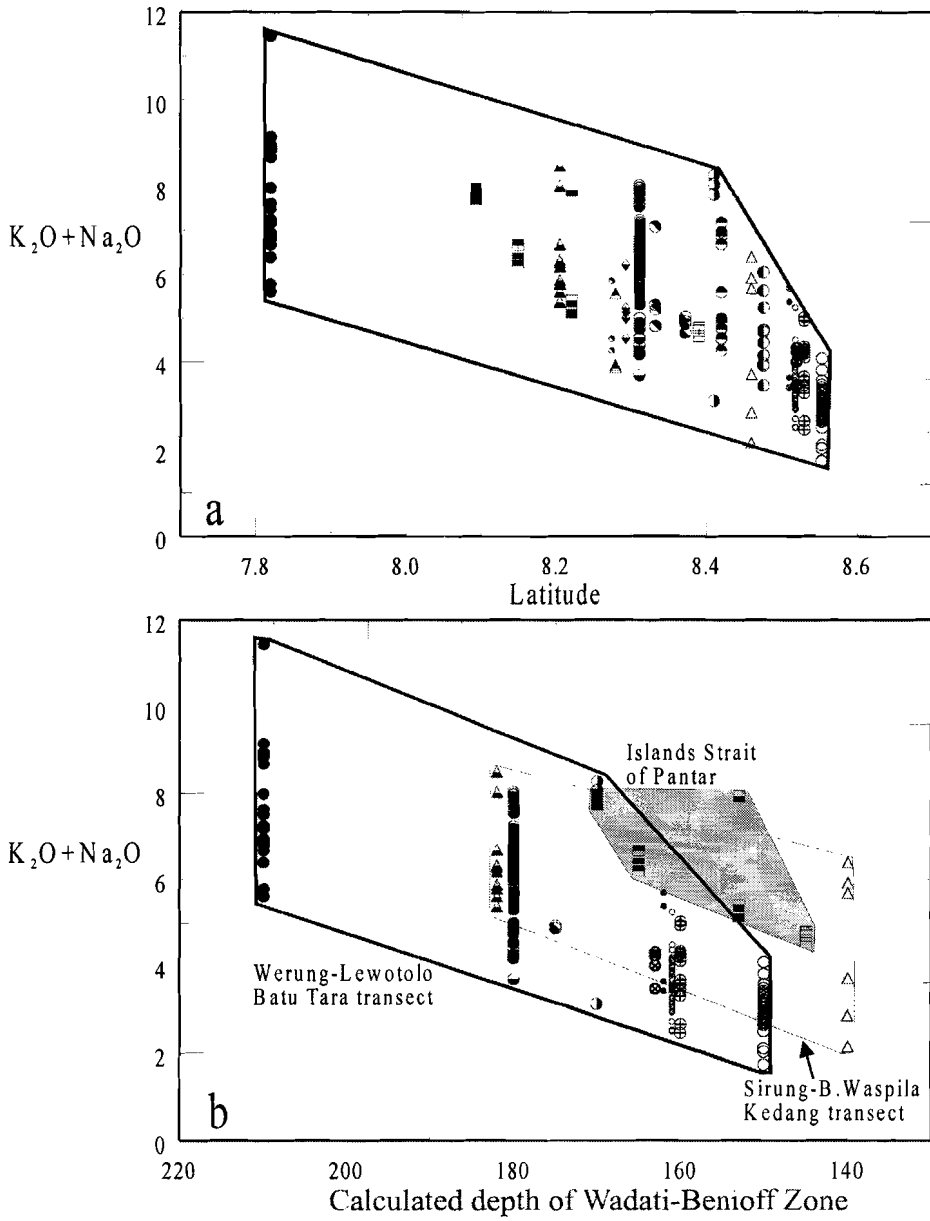 12
10
8
6
4
2
0
K₂O+Na₂O
a
7.8 8.0 8.2 8.4 8.6
Latitude
12
10
8
6
4
2
0
K₂O+Na₂O
Islands Strait
of Pantar
Werung-Lewotolo
Batu Tara transect
Sirung-B.Waspila
Kedang transect
b
220 200 180 160 140
Calculated depth of Wadati-Benioff Zone